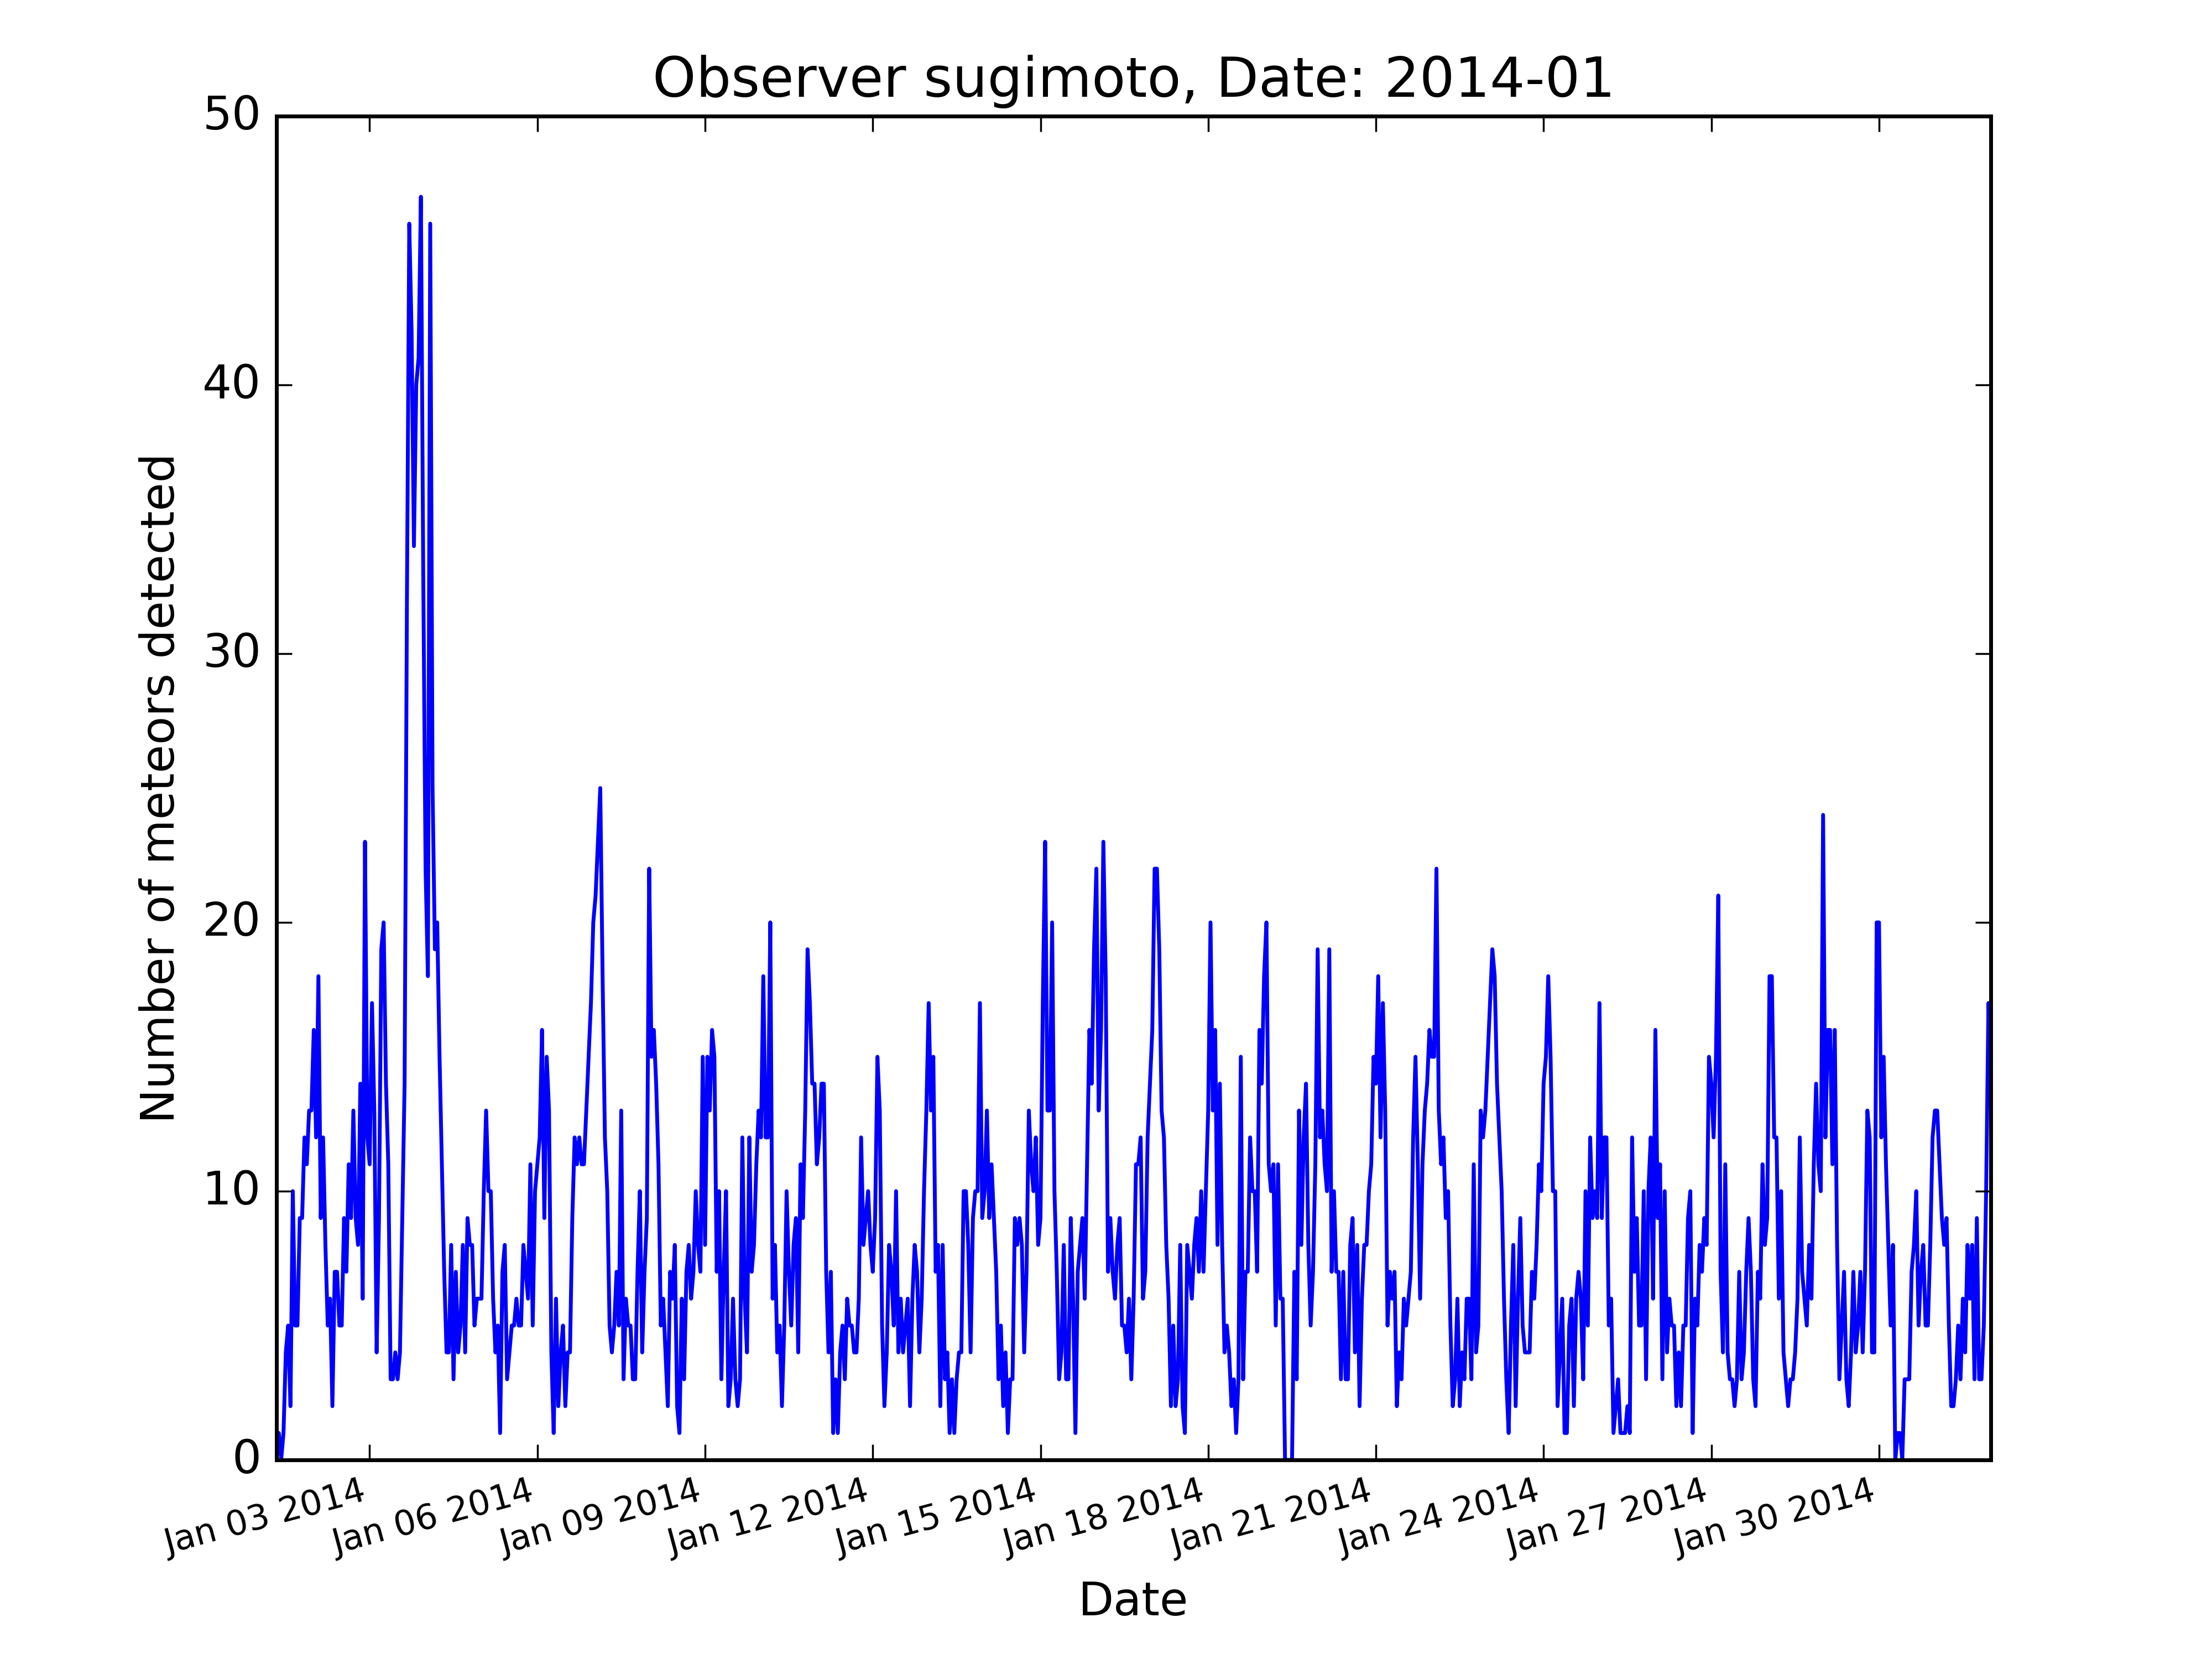 Observer sugimoto, Date: 2014-01
50
40
30
20
10
0
Number of meteors detected
Jan 03 2014
Jan 06 2014
Jan 09 2014
Jan 12 2014
Jan 15 2014
Jan 18 2014
Jan 21 2014
Jan 24 2014
Jan 27 2014
Jan 30 2014
Date